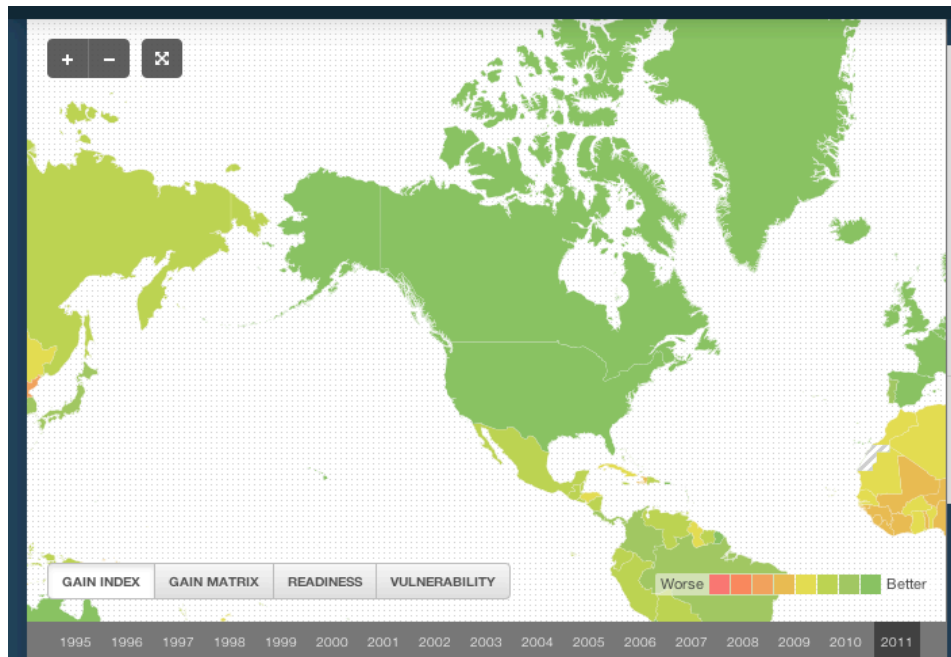 + −
GAIN INDEX GAIN MATRIX READINESS VULNERABILITY
Worse Better
1995 1996 1997 1998 1999 2000 2001 2002 2003 2004 2005 2006 2007 2008 2009 2010 2011